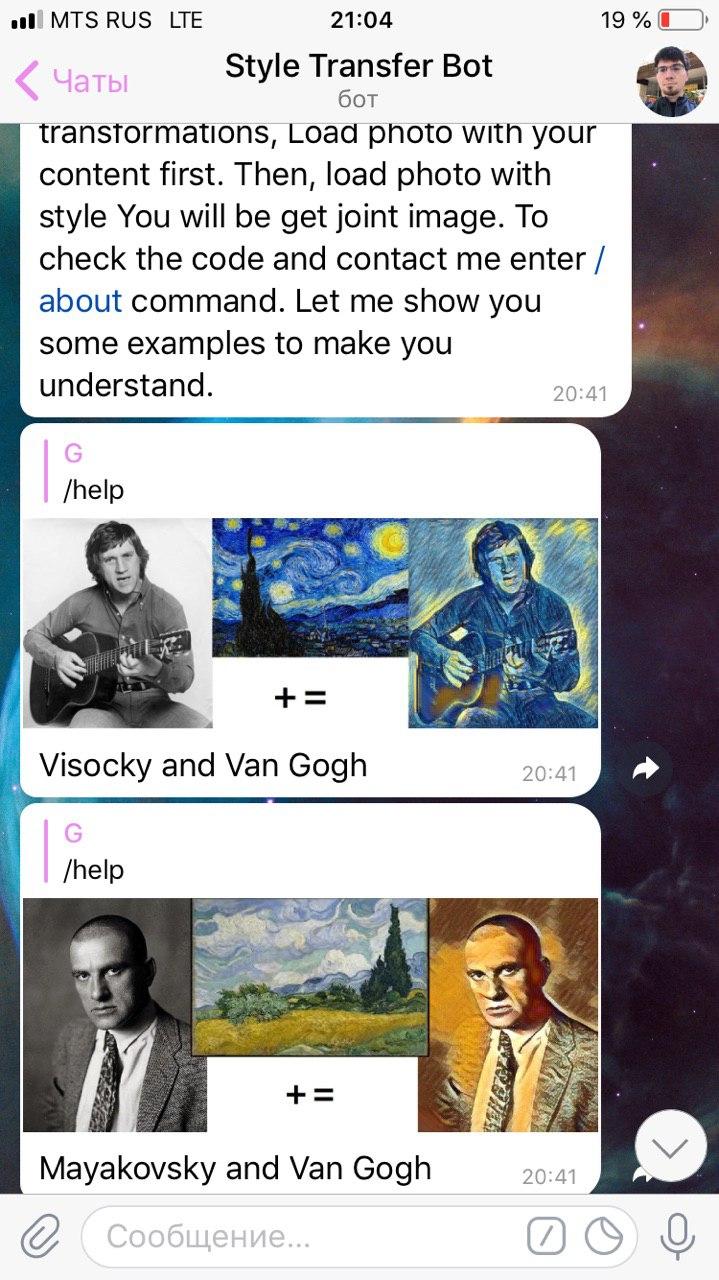 MTS RUS LTE 21:04 19 %
Чаты
Style Transfer Bot
бот
transformations, Load photo with your
content first. Then, load photo with
style You will be get joint image. To
check the code and contact me enter /
about command. Let me show you
some examples to make you
understand.
20:41
G
/help
+ =
Visocky and Van Gogh
20:41
G
/help
+ =
Mayakovsky and Van Gogh
20:41
Сообщение...